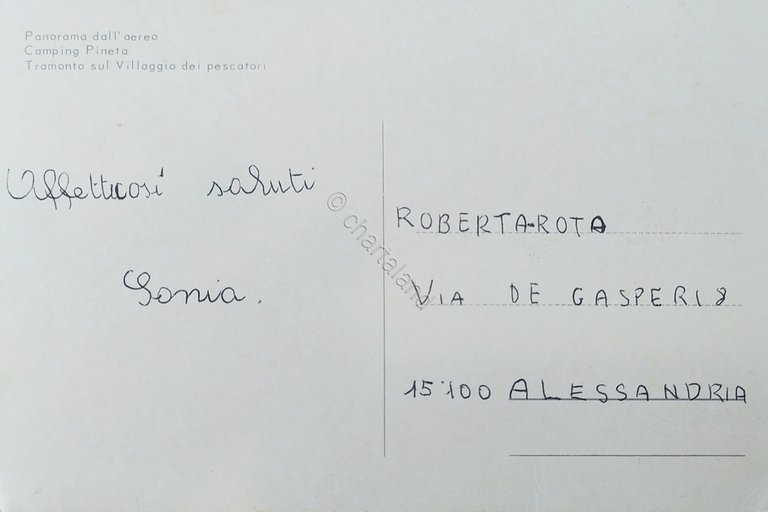 Panorama dall'aereo
Camping Pineta
Tramonto sul Villaggio dei pescatori
Affettuosi saluti
Sonia.
© chartaland
ROBERTA-ROTA
VIA DE GASPERI 8
15100 ALESSANDRIA